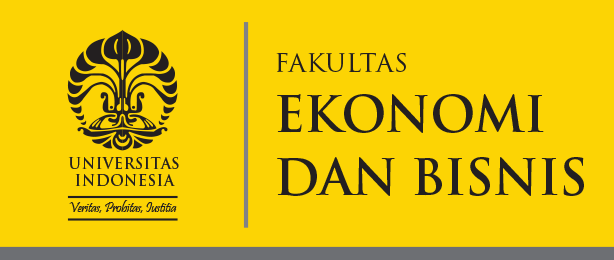 UNIVERSITAS
INDONESIA
Veritas, Probitas, Iustitia
FAKULTAS
EKONOMI
DAN BISNIS